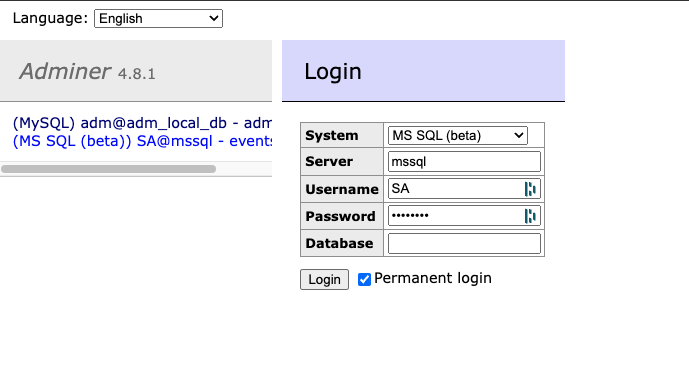 Language: English
Adminer 4.8.1
Login
(MySQL) adm@adm_local_db - adm
(MS SQL (beta)) SA@mssql - events
System MS SQL (beta)
Server mssql
Username SA
Password ••••••••
Database
Login Permanent login